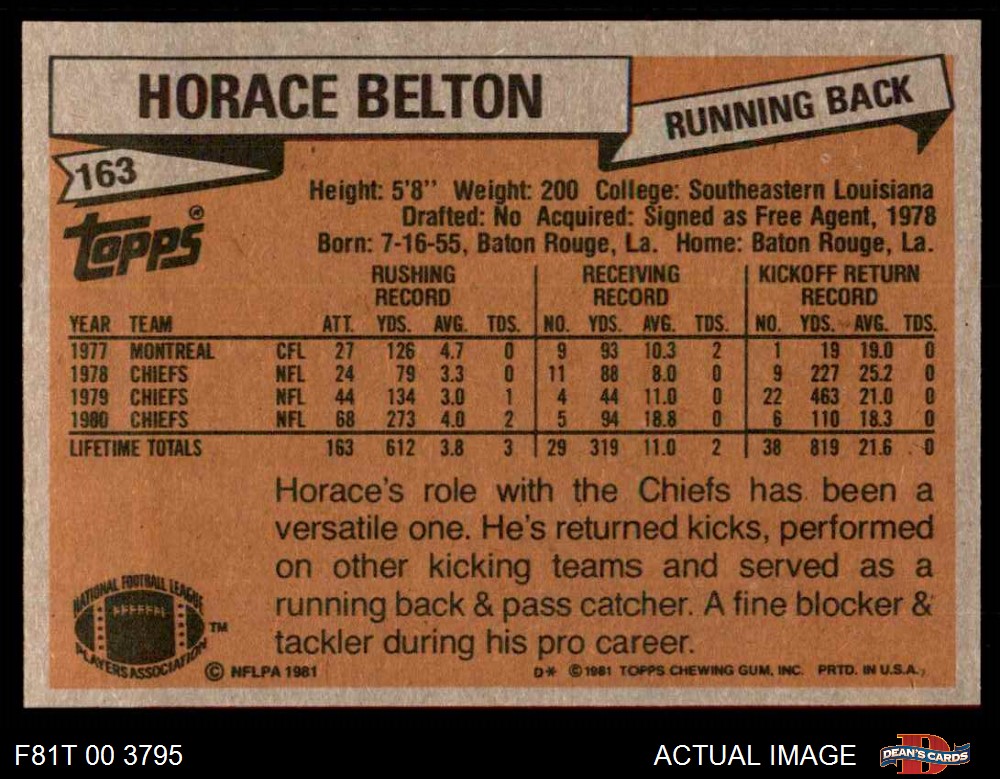 HORACE BELTON
RUNNING BACK
163
Topps®
Height: 5'8'' Weight: 200 College: Southeastern Louisiana
Drafted: No Acquired: Signed as Free Agent, 1978
Born: 7-16-55, Baton Rouge, La. Home: Baton Rouge, La.
RUSHING RECORD RECEIVING RECORD KICKOFF RETURN RECORD
YEAR TEAM ATT. YDS. AVG. TDS. NO. YDS. AVG. TDS. NO. YDS. AVG. TDS.
1977 MONTREAL CFL 27 126 4.7 0 9 93 10.3 2 1 19 19.0 0
1978 CHIEFS NFL 24 79 3.3 0 11 88 8.0 0 9 227 25.2 0
1979 CHIEFS NFL 44 134 3.0 1 4 44 11.0 0 22 463 21.0 0
1980 CHIEFS NFL 68 273 4.0 2 5 94 18.8 0 6 110 18.3 0
LIFETIME TOTALS 163 612 3.8 3 29 319 11.0 2 38 819 21.6 0
Horace's role with the Chiefs has been a
versatile one. He's returned kicks, performed
on other kicking teams and served as a
running back & pass catcher. A fine blocker &
tackler during his pro career.
NATIONAL FOOTBALL LEAGUE
PLAYERS ASSOCIATION
TM
© NFLPA 1981
D* © 1981 TOPPS CHEWING GUM, INC. PRTD. IN U.S.A.
F81T 00 3795
ACTUAL IMAGE
D
DEAN'S CARDS